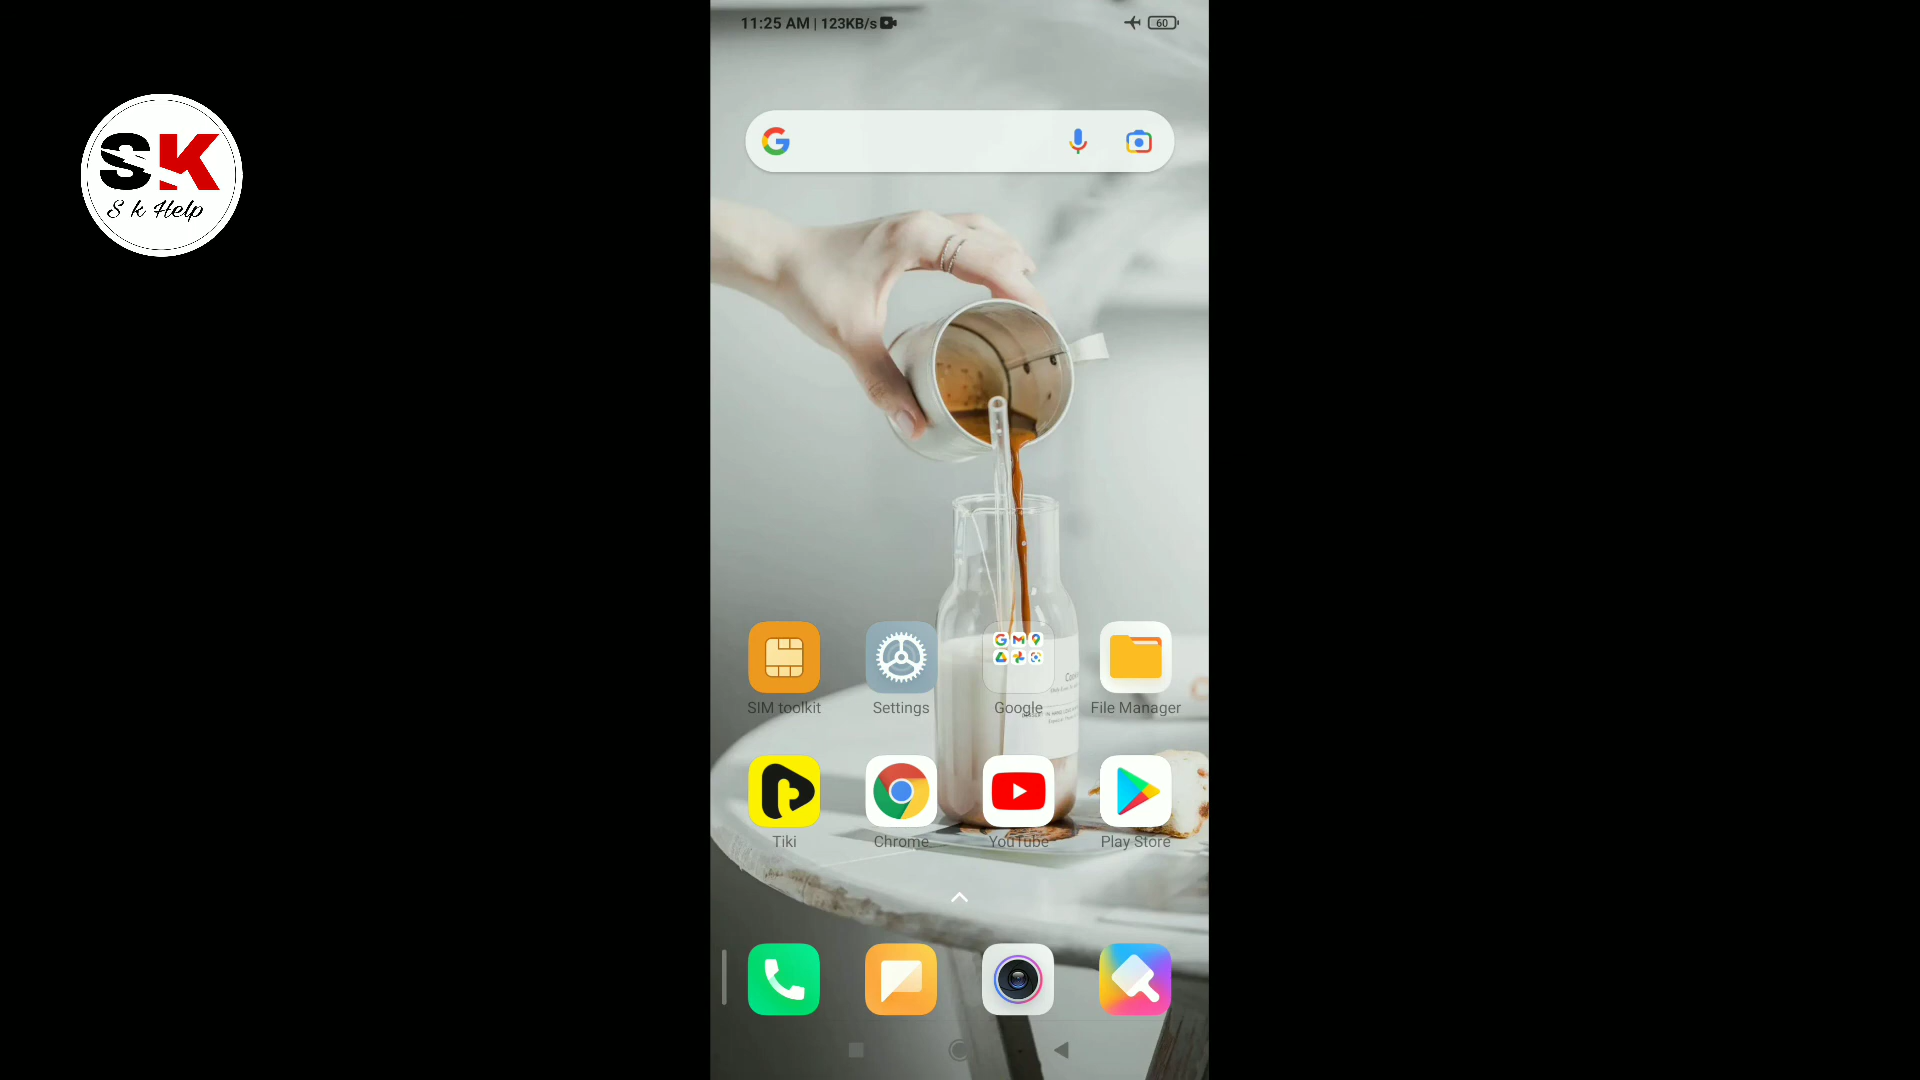 11:25 AM | 123KB/s
60
SK
S k Help
SIM toolkit
Settings
Google
File Manager
Tiki
Chrome
YouTube
Play Store